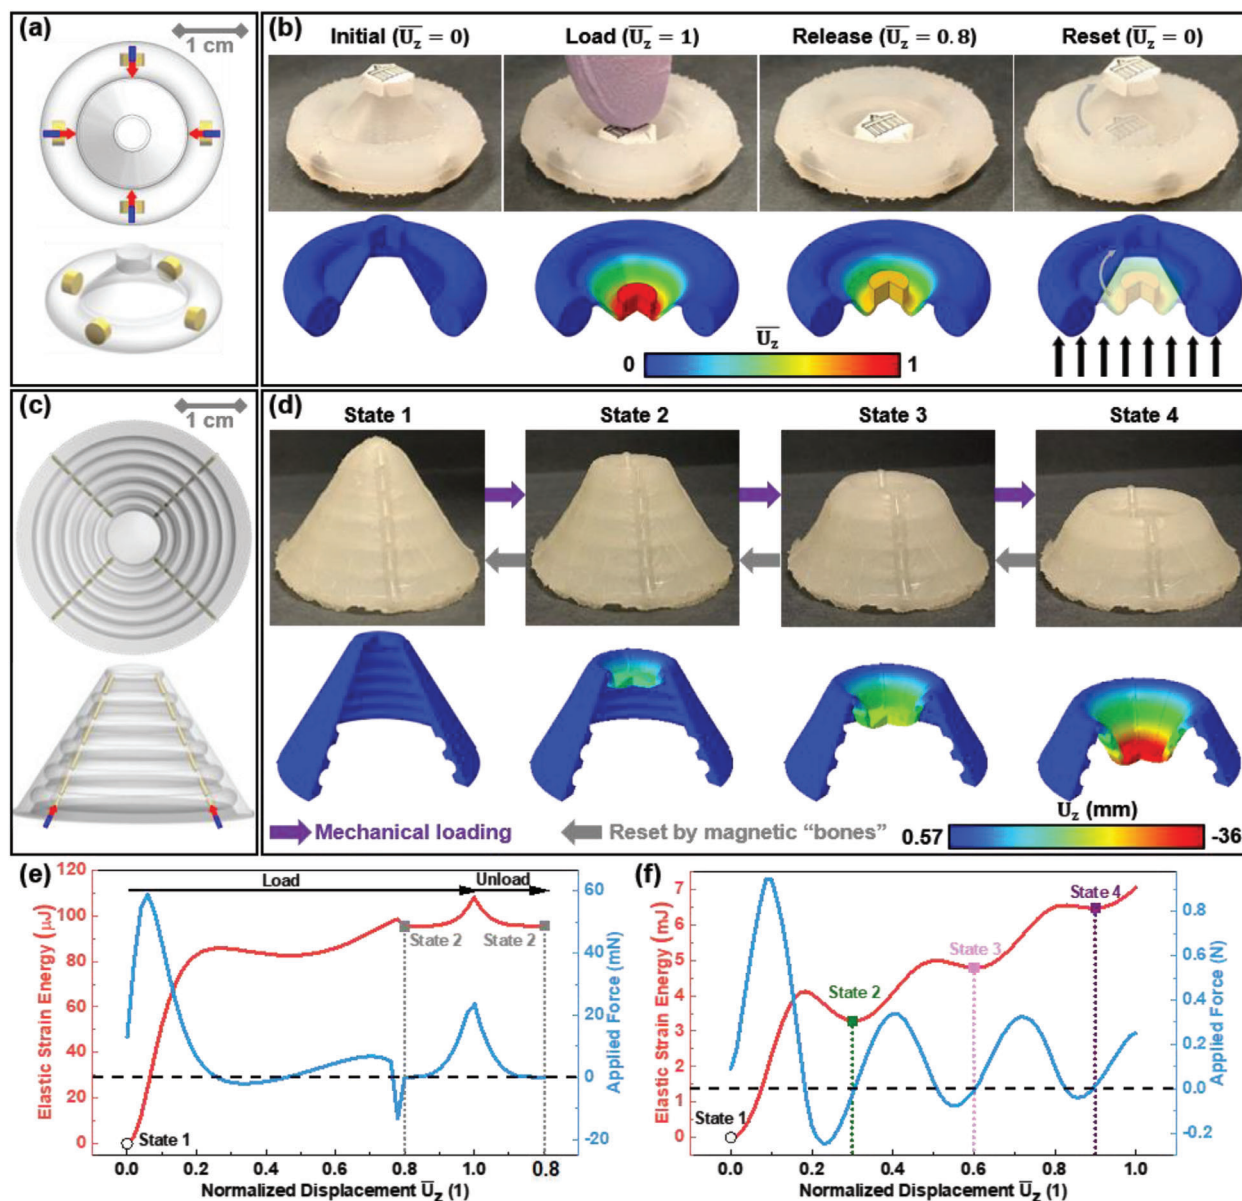 (a)
1 cm
(b)
Initial (U̅z̅ = 0)
Load (U̅z̅ = 1)
Release (U̅z̅ = 0.8)
Reset (U̅z̅ = 0)
U̅z̅
0
1
(c)
1 cm
(d)
State 1
State 2
State 3
State 4
Mechanical loading
Reset by magnetic “bones”
Uz (mm)
0.57
-36
(e)
Load
Unload
120
100
80
60
40
20
0
Elastic Strain Energy (μJ)
60
40
20
0
-20
Applied Force (mN)
State 1
State 2
State 2
0.0
0.2
0.4
0.6
0.8
1.0
0.8
Normalized Displacement U̅z (1)
(f)
7
6
5
4
3
2
1
0
Elastic Strain Energy (mJ)
0.8
0.6
0.4
0.2
0.0
-0.2
Applied Force (N)
State 1
State 2
State 3
State 4
0.0
0.2
0.4
0.6
0.8
1.0
Normalized Displacement U̅z (1)